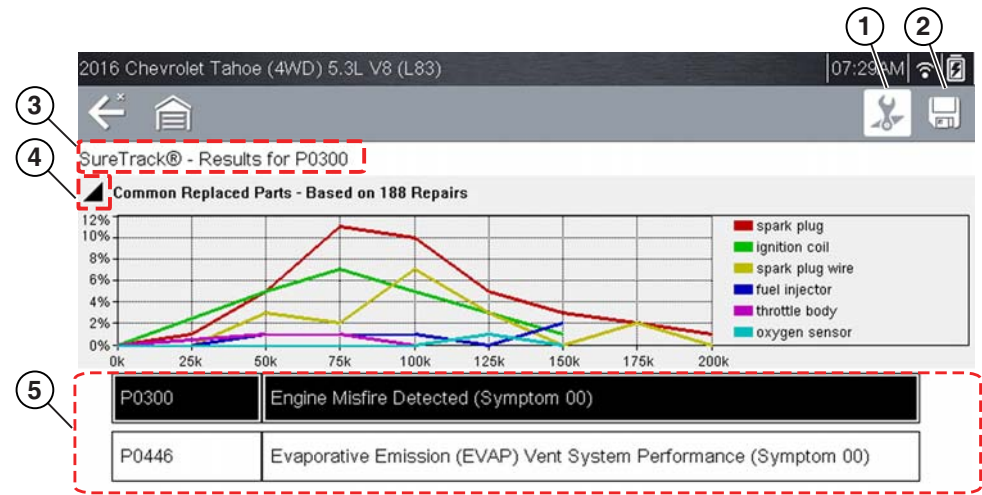 1 2
2016 Chevrolet Tahoe (4WD) 5.3L V8 (L83) 07:29AM
3
SureTrack® - Results for P0300
4
Common Replaced Parts - Based on 188 Repairs
12%
10%
8%
6%
4%
2%
0%
0k 25k 50k 75k 100k 125k 150k 175k 200k
spark plug
ignition coil
spark plug wire
fuel injector
throttle body
oxygen sensor
5
P0300 Engine Misfire Detected (Symptom 00)
P0446 Evaporative Emission (EVAP) Vent System Performance (Symptom 00)